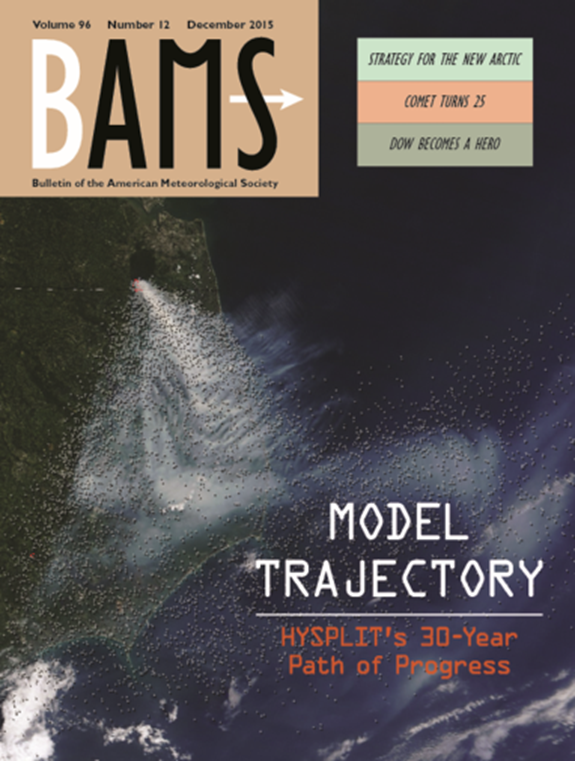 Volume 96 Number 12 December 2015
BAMS
Bulletin of the American Meteorological Society
STRATEGY FOR THE NEW ARCTIC
COMET TURNS 25
DOW BECOMES A HERO
MODEL
TRAJECTORY
HYSPLIT's 30-Year
Path of Progress